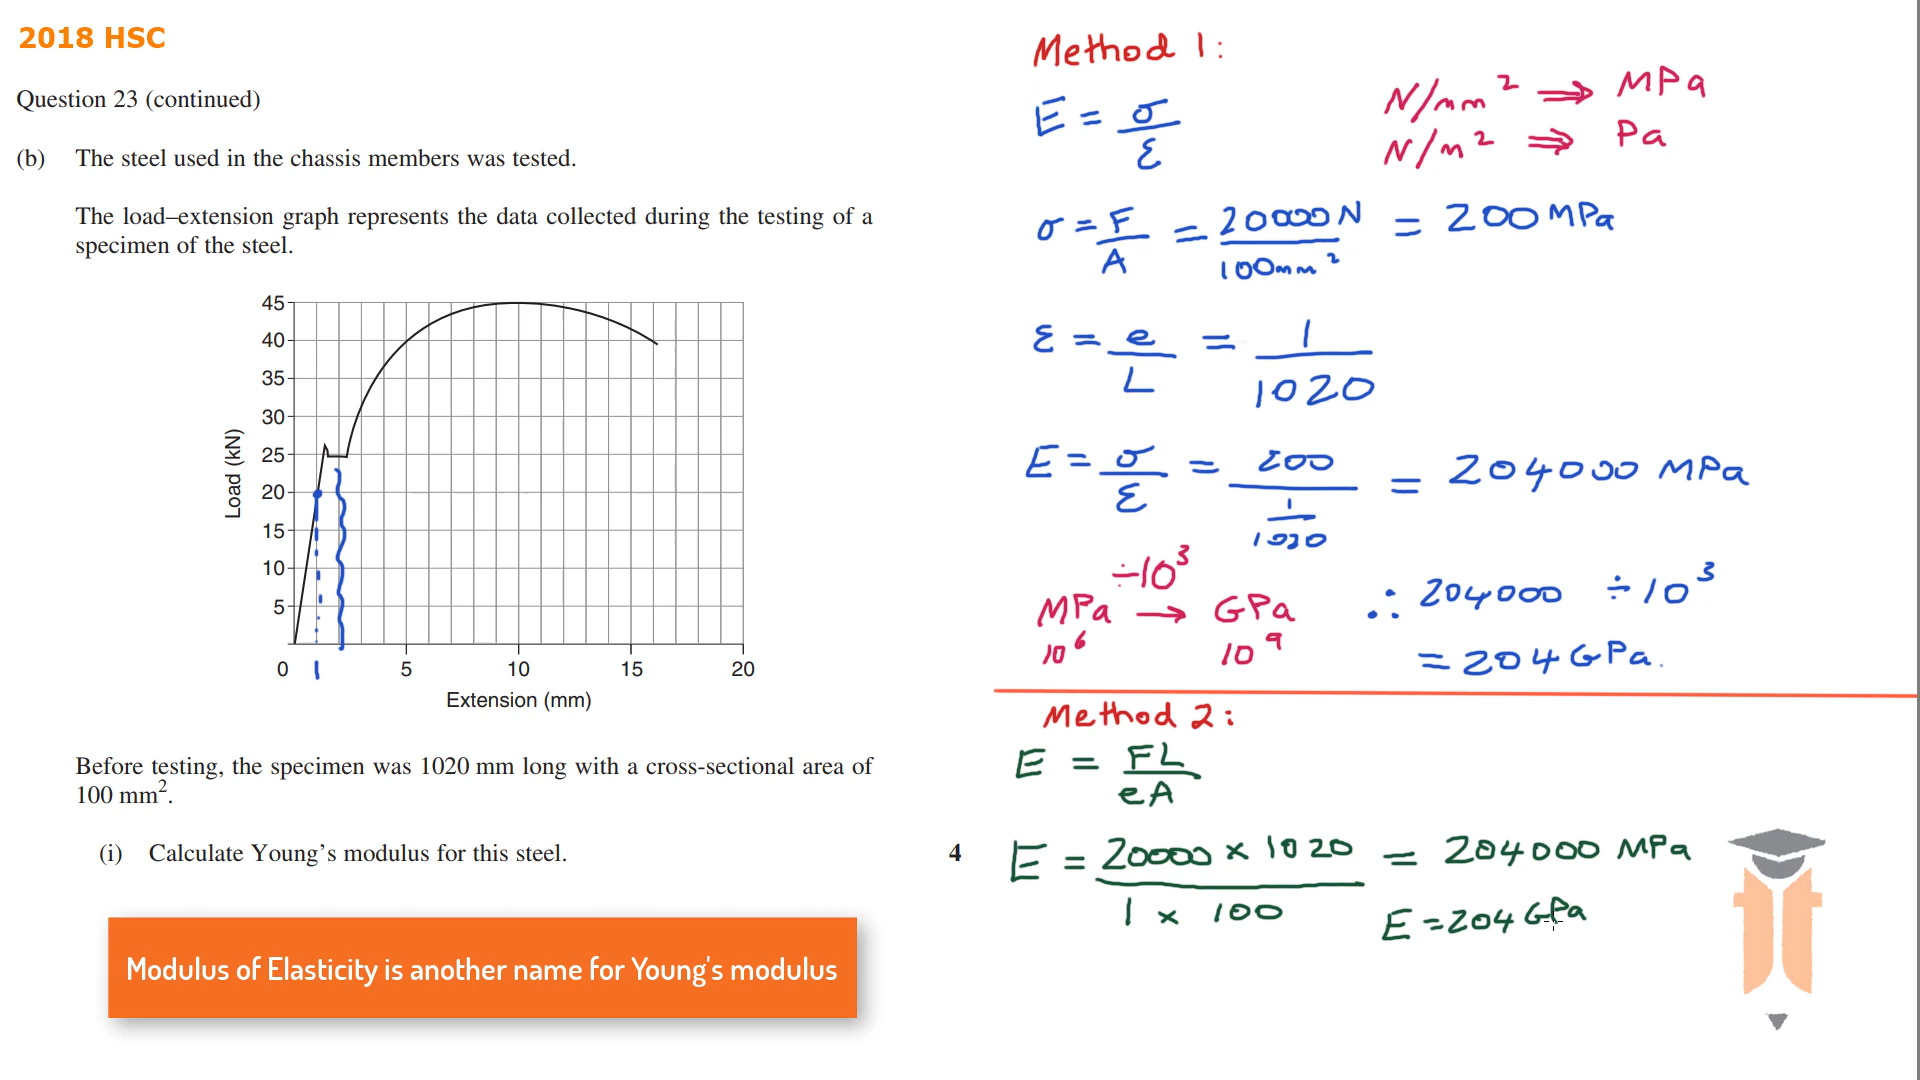 2018 HSC
Question 23 (continued)
(b) The steel used in the chassis members was tested.
The load–extension graph represents the data collected during the testing of a
specimen of the steel.
45
40
35
30
25
20
15
10
5
Load (kN)
0 1 5 10 15 20
Extension (mm)
Before testing, the specimen was 1020 mm long with a cross-sectional area of
100 mm².
(i) Calculate Young's modulus for this steel. 4
Modulus of Elasticity is another name for Young's modulus
Method 1:
E = σ/ε
N/mm² ⇒ MPa
N/m² ⇒ Pa
σ = F/A = 20000N/100mm² = 200 MPa
ε = e/L = 1/1020
E = σ/ε = 200/(1/1020) = 204000 MPa
÷10³
MPa → GPa
10⁶ 10⁹
∴ 204000 ÷10³
= 204 GPa.
Method 2:
E = FL/eA
E = 20000 × 1020/1 × 100 = 204000 MPa
E = 204 GPa